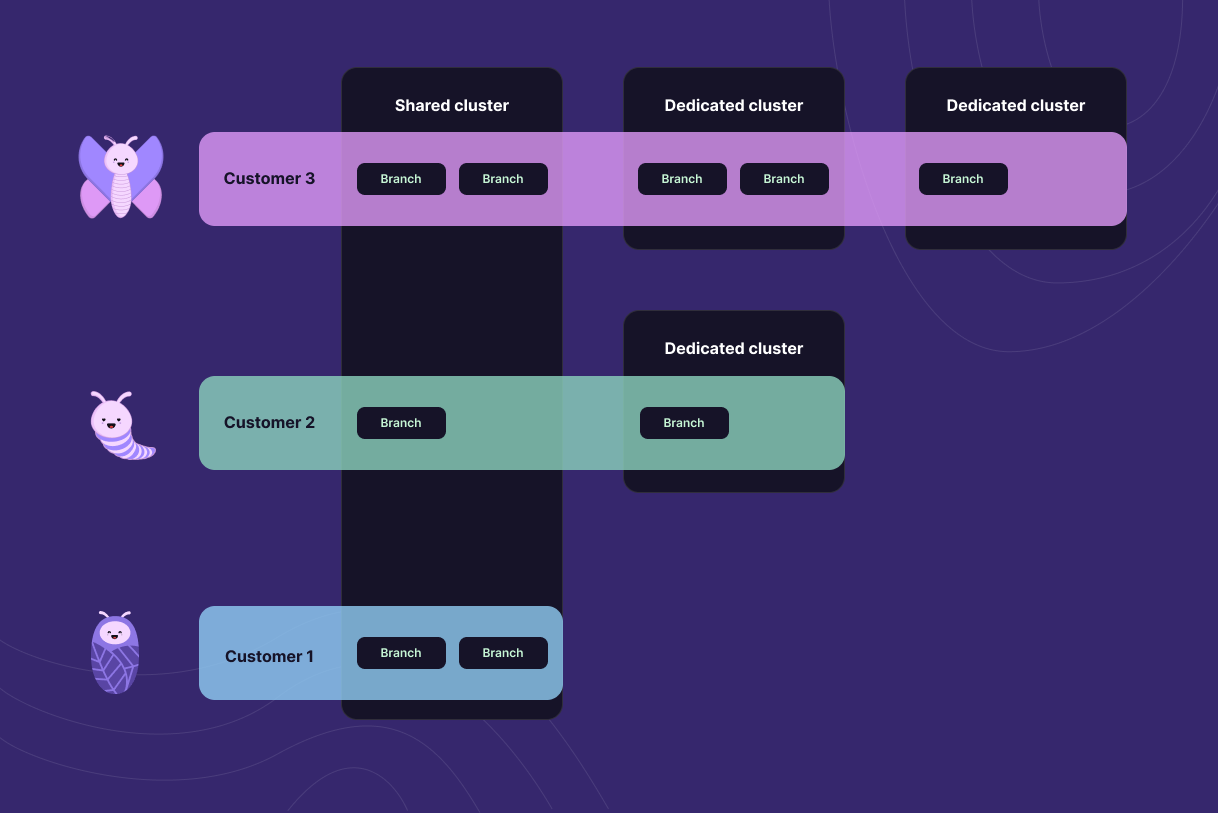 Shared cluster
Dedicated cluster
Dedicated cluster
Customer 3
Branch
Branch
Branch
Branch
Branch
Dedicated cluster
Customer 2
Branch
Branch
Customer 1
Branch
Branch